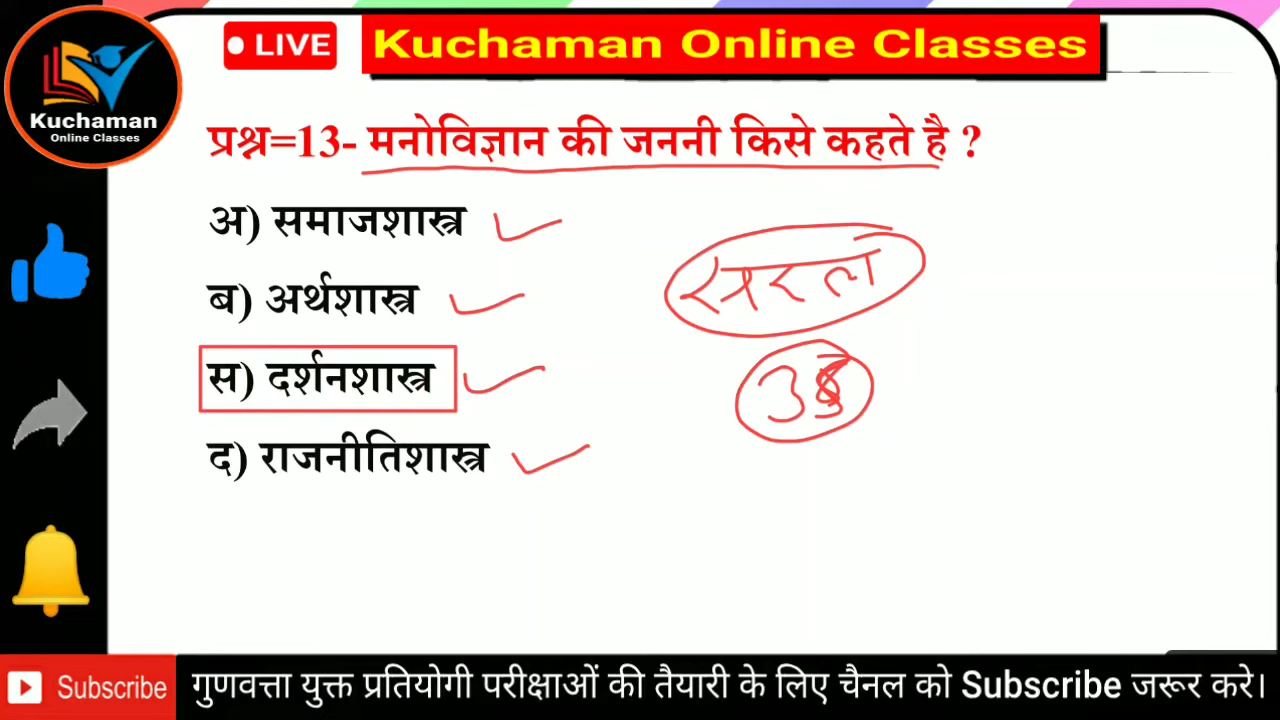 LIVE Kuchaman Online Classes
Kuchaman
Online Classes
प्रश्न=13- मनोविज्ञान की जननी किसे कहते है ?
अ) समाजशास्त्र
ब) अर्थशास्त्र
स) दर्शनशास्त्र
द) राजनीतिशास्त्र
सरल
Subscribe गुणवत्ता युक्त प्रतियोगी परीक्षाओं की तैयारी के लिए चैनल को Subscribe जरूर करे।